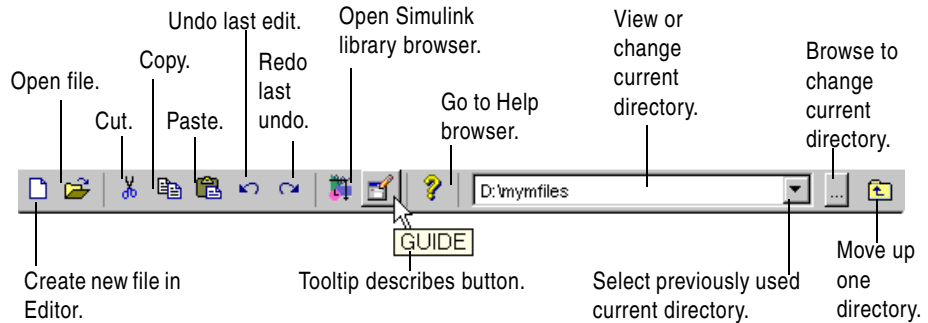 Undo last edit.
Open Simulink
library browser.
View or
change
current
directory.
Browse to
change
current
directory.
Open file.
Copy.
Redo
last
undo.
Cut.
Paste.
Go to Help
browser.
D:\mymfiles
...
GUIDE
Create new file in
Editor.
Tooltip describes button.
Select previously used
current directory.
Move up
one
directory.